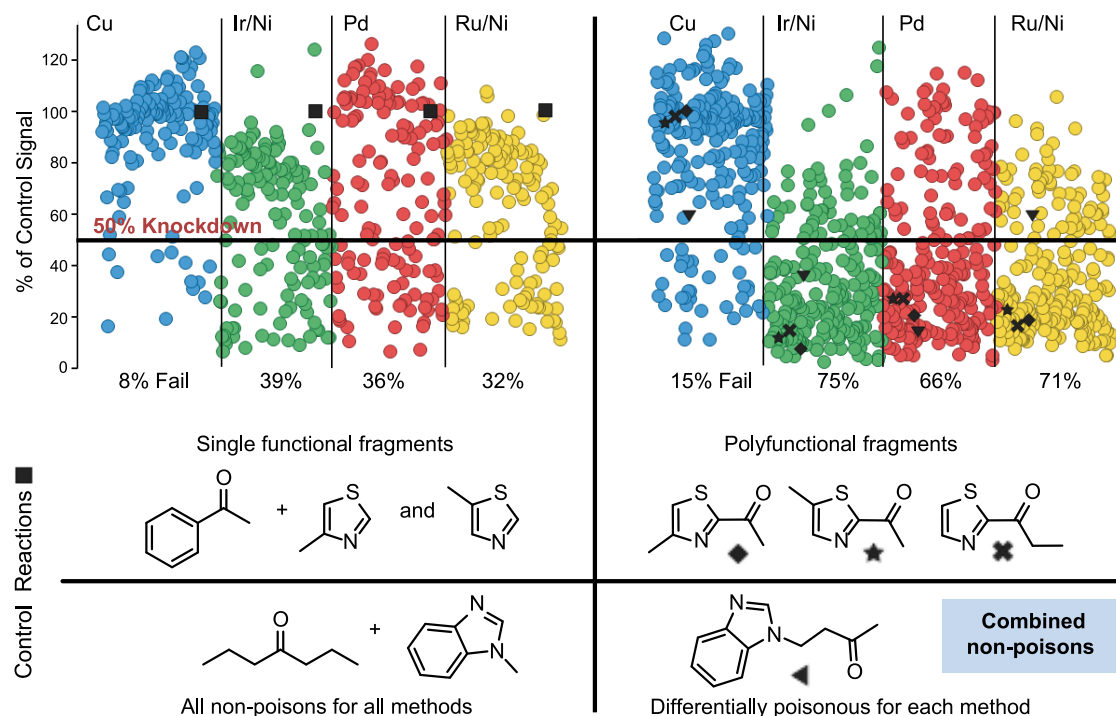 Cu Ir/Ni Pd Ru/Ni Cu Ir/Ni Pd Ru/Ni
% of Control Signal
120
100
80
60
50% Knockdown
40
20
0
8% Fail 39% 36% 32% 15% Fail 75% 66% 71%
Single functional fragments Polyfunctional fragments
Control Reactions
O
+
S
N
and
S
N
S
N
O
S
N
O
S
N
O
O
+
N
N
N
N
O
Combined
non-poisons
All non-poisons for all methods Differentially poisonous for each method